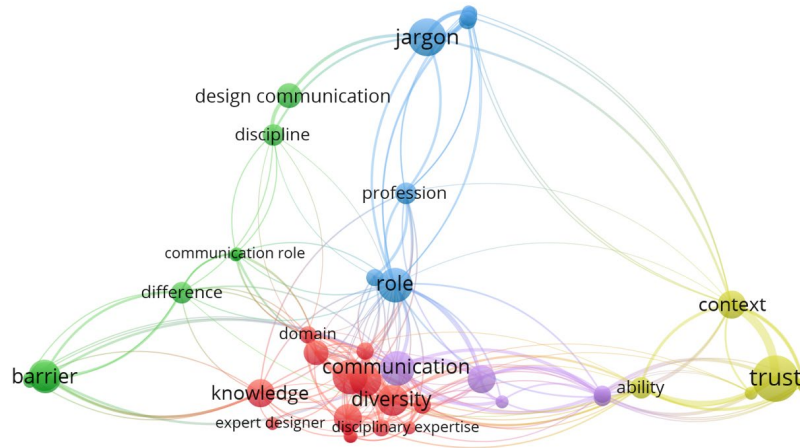 jargon
design communication
discipline
profession
communication role
difference
role
context
domain
communication
barrier
trust
ability
knowledge
diversity
expert designer
disciplinary expertise